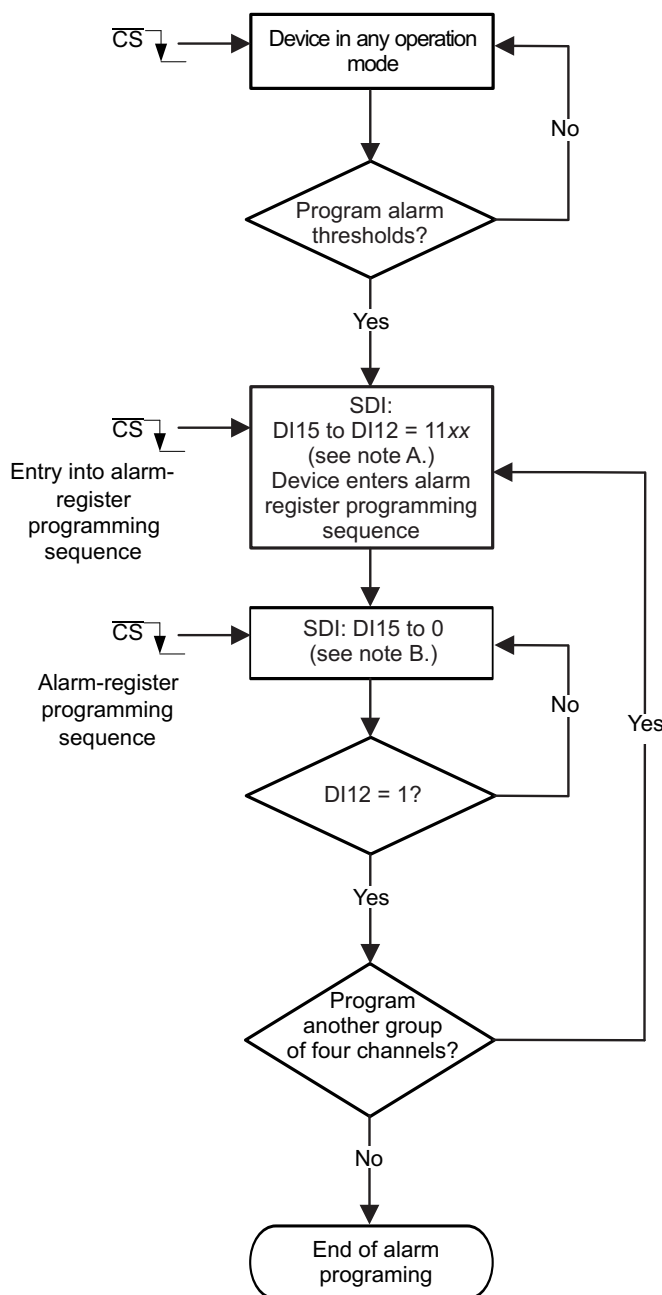 CS
Device in any operation
mode
No
Program alarm
thresholds?
Yes
CS
Entry into alarm-
register
programming
sequence
SDI:
DI15 to DI12 = 11xx
(see note A.)
Device enters alarm
register programming
sequence
CS
Alarm-register
programming
sequence
SDI: DI15 to 0
(see note B.)
No
Yes
DI12 = 1?
Yes
Program
another group
of four channels?
No
End of alarm
programing